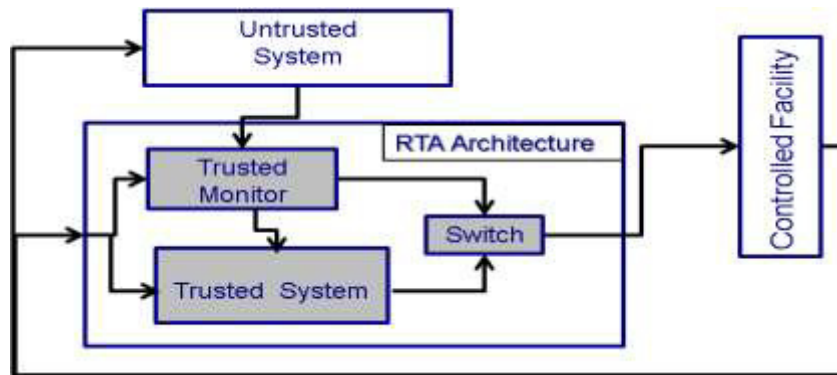 Untrusted
System
RTA Architecture
Trusted
Monitor
Switch
Trusted System
Controlled Facility